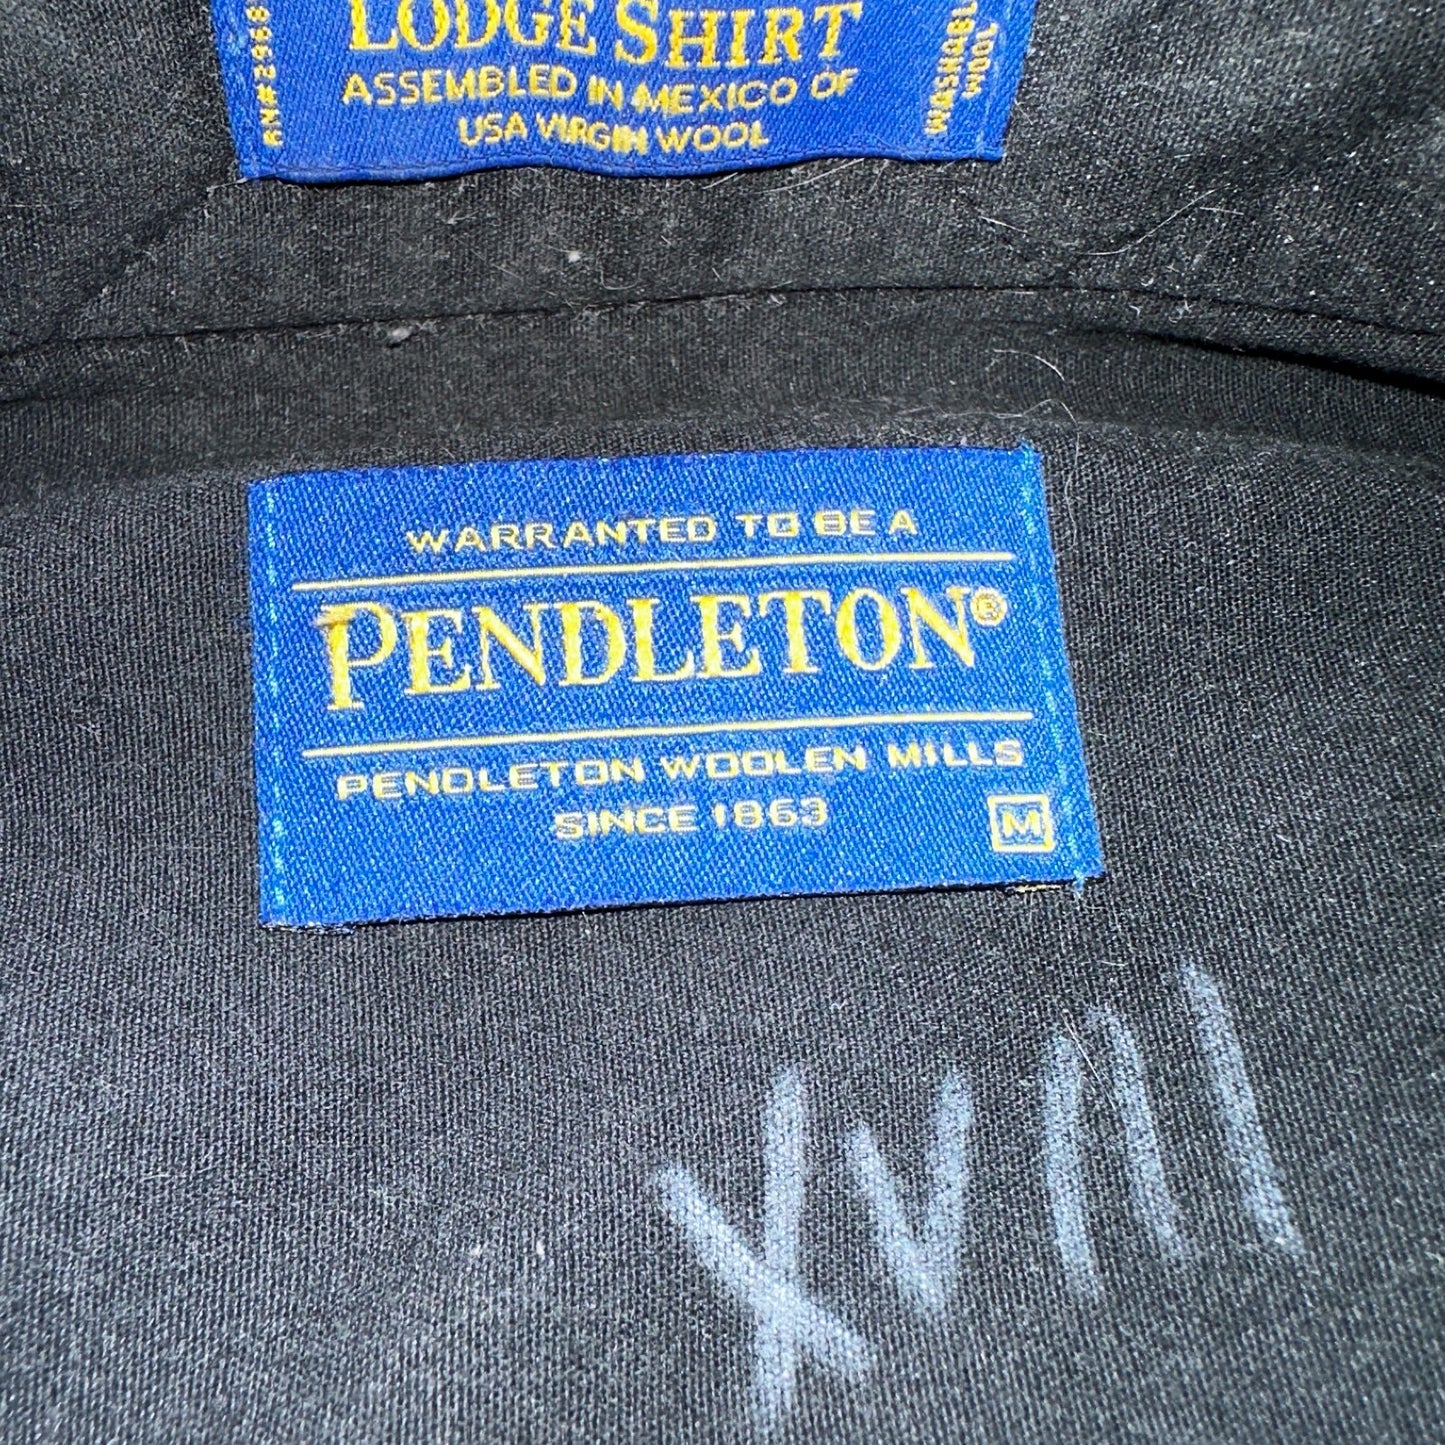 LODGE SHIRT
ASSEMBLED IN MEXICO OF
USA VIRGIN WOOL
WARRANTED TO BE A
PENDLETON®
PENDLETON WOOLEN MILLS
SINCE 1863
M
XVIII